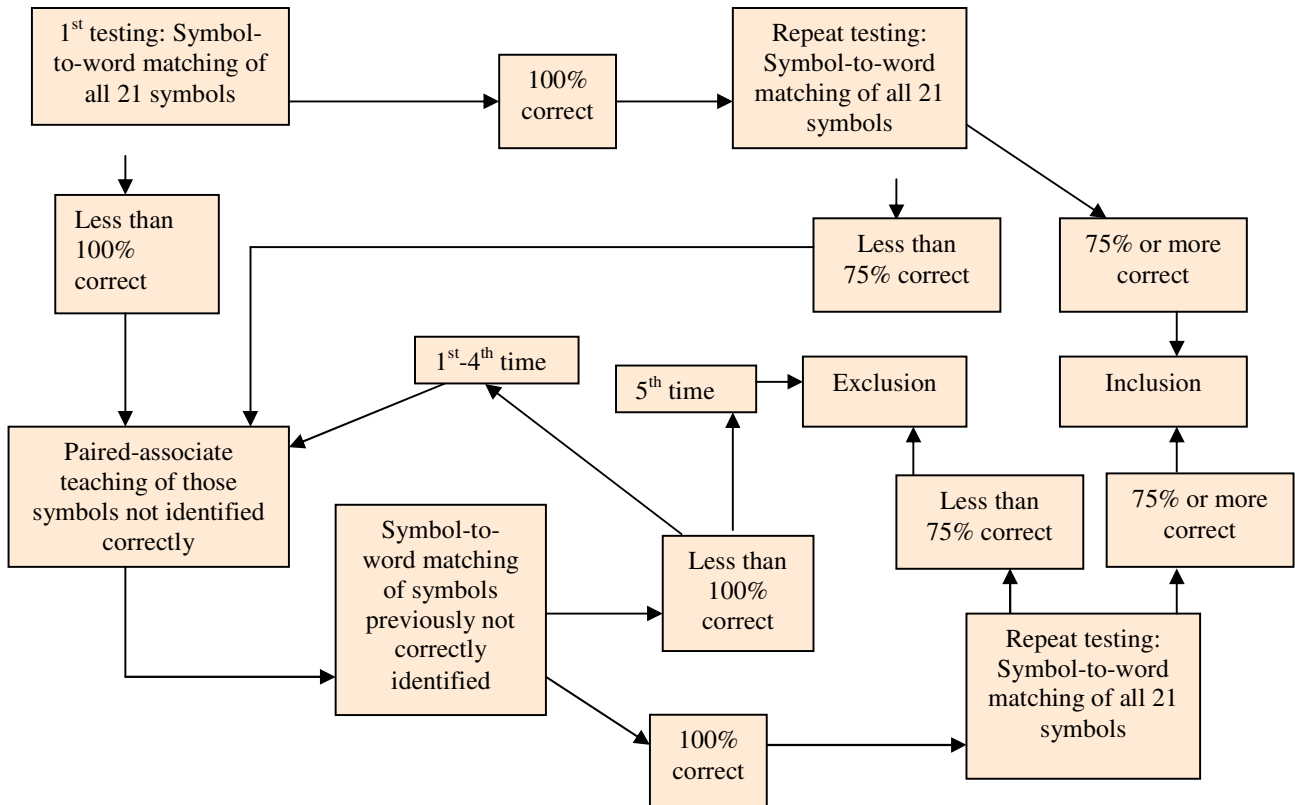 1st testing: Symbol-
to-word matching of
all 21 symbols
100%
correct
Repeat testing:
Symbol-to-word
matching of all 21
symbols
Less than
100%
correct
Less than
75% correct
75% or more
correct
1st-4th time
5th time
Exclusion
Inclusion
Paired-associate
teaching of those
symbols not identified
correctly
Symbol-to-
word matching
of symbols
previously not
correctly
identified
Less than
100%
correct
Less than
75% correct
75% or more
correct
100%
correct
Repeat testing:
Symbol-to-word
matching of all 21
symbols